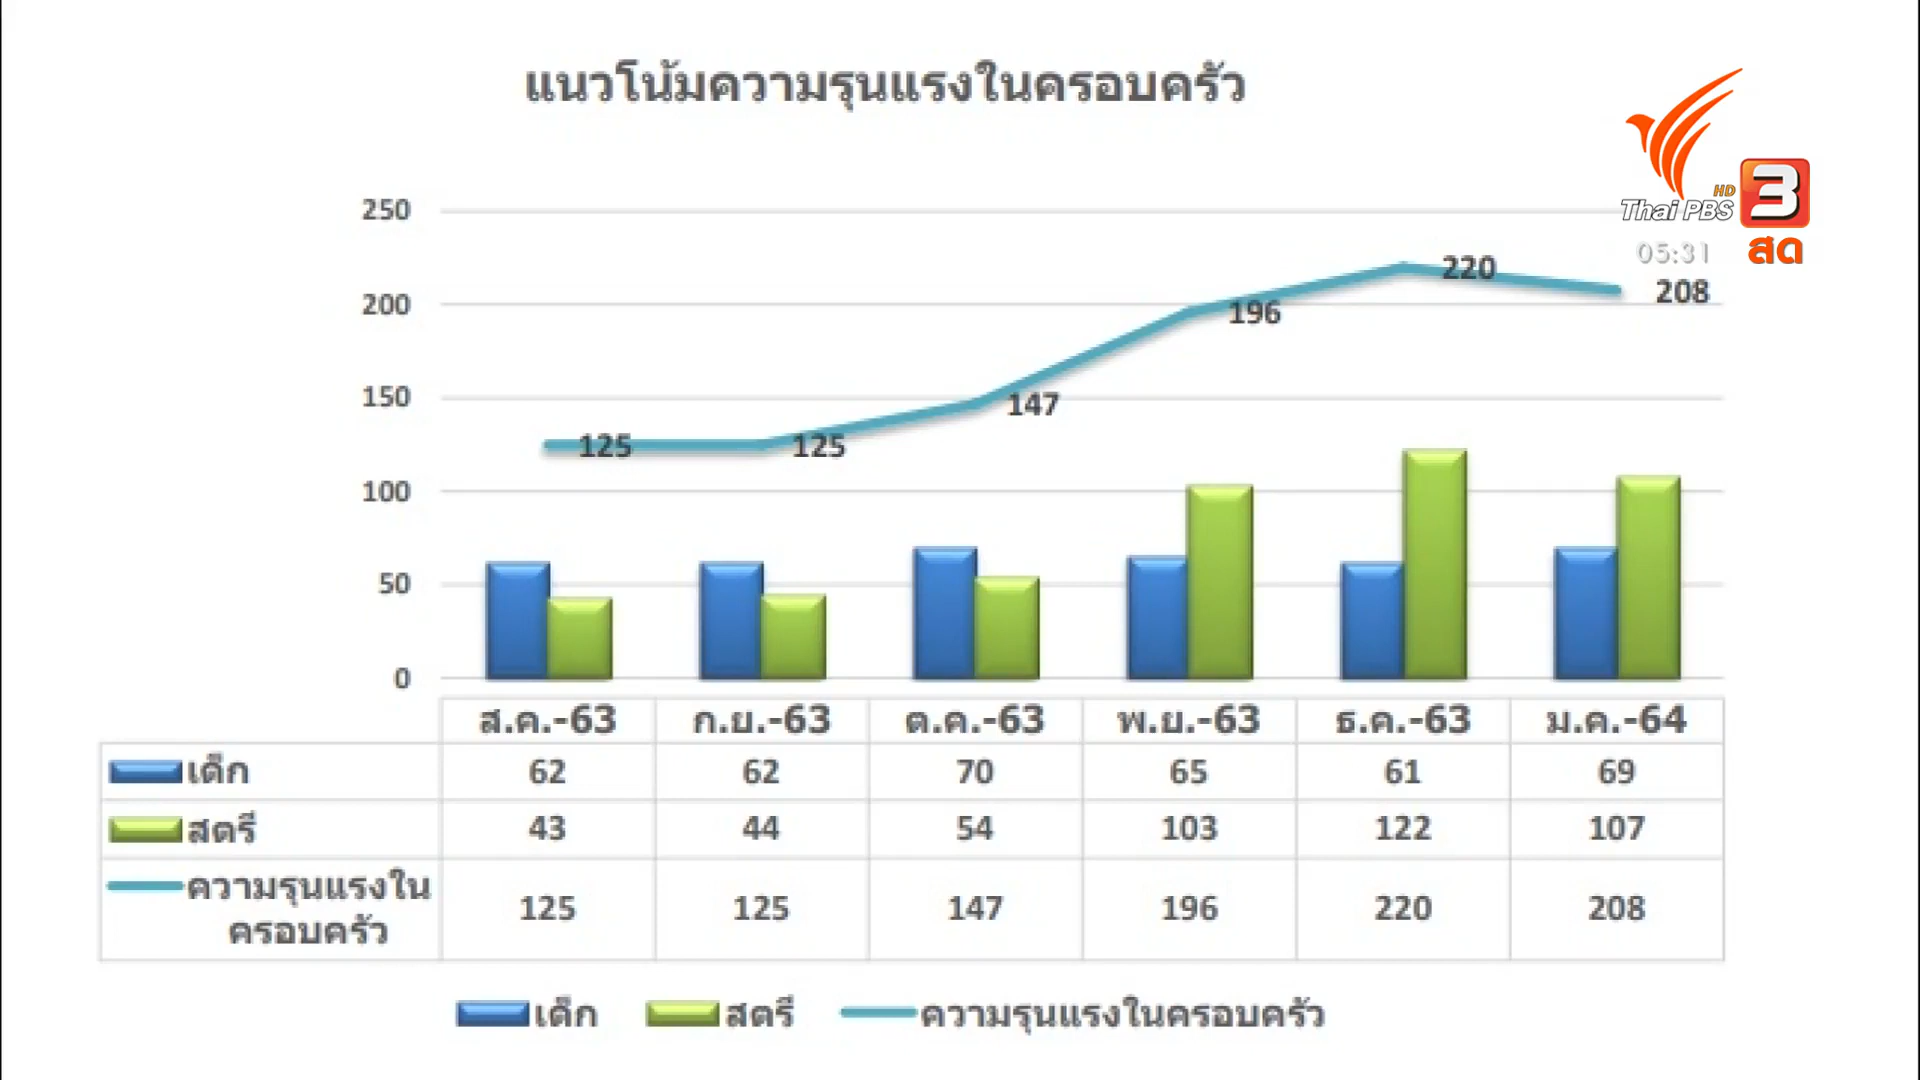 แนวโน้มความรุนแรงในครอบครัว
HD
Thai PBS 3
05:31 สด
250
200
150
100
50
0
125
125
147
196
220
208
ส.ค.-63 ก.ย.-63 ต.ค.-63 พ.ย.-63 ธ.ค.-63 ม.ค.-64
เด็ก 62 62 70 65 61 69
สตรี 43 44 54 103 122 107
ความรุนแรงใน
ครอบครัว 125 125 147 196 220 208
เด็ก สตรี ความรุนแรงในครอบครัว